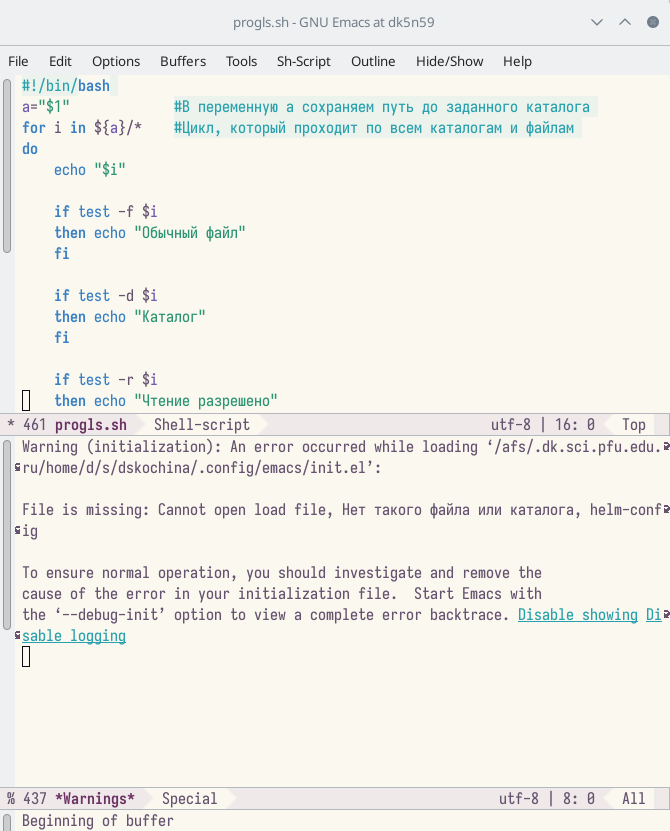 progls.sh - GNU Emacs at dk5n59
File Edit Options Buffers Tools Sh-Script Outline Hide/Show Help
#!/bin/bash
a="$1" #В переменную а сохраняем путь до заданного каталога
for i in ${a}/* #Цикл, который проходит по всем каталогам и файлам
do
echo "$i"
if test -f $i
then echo "Обычный файл"
fi
if test -d $i
then echo "Каталог"
fi
if test -r $i
then echo "Чтение разрешено"
* 461 progls.sh Shell-script utf-8 | 16: 0 Top
Warning (initialization): An error occurred while loading ‘/afs/.dk.sci.pfu.edu.
ru/home/d/s/dskochina/.config/emacs/init.el’:
File is missing: Cannot open load file, Нет такого файла или каталога, helm-conf
ig
To ensure normal operation, you should investigate and remove the
cause of the error in your initialization file.  Start Emacs with
the ‘--debug-init’ option to view a complete error backtrace. Disable showing Di
sable logging
% 437 *Warnings* Special utf-8 | 8: 0 All
Beginning of buffer